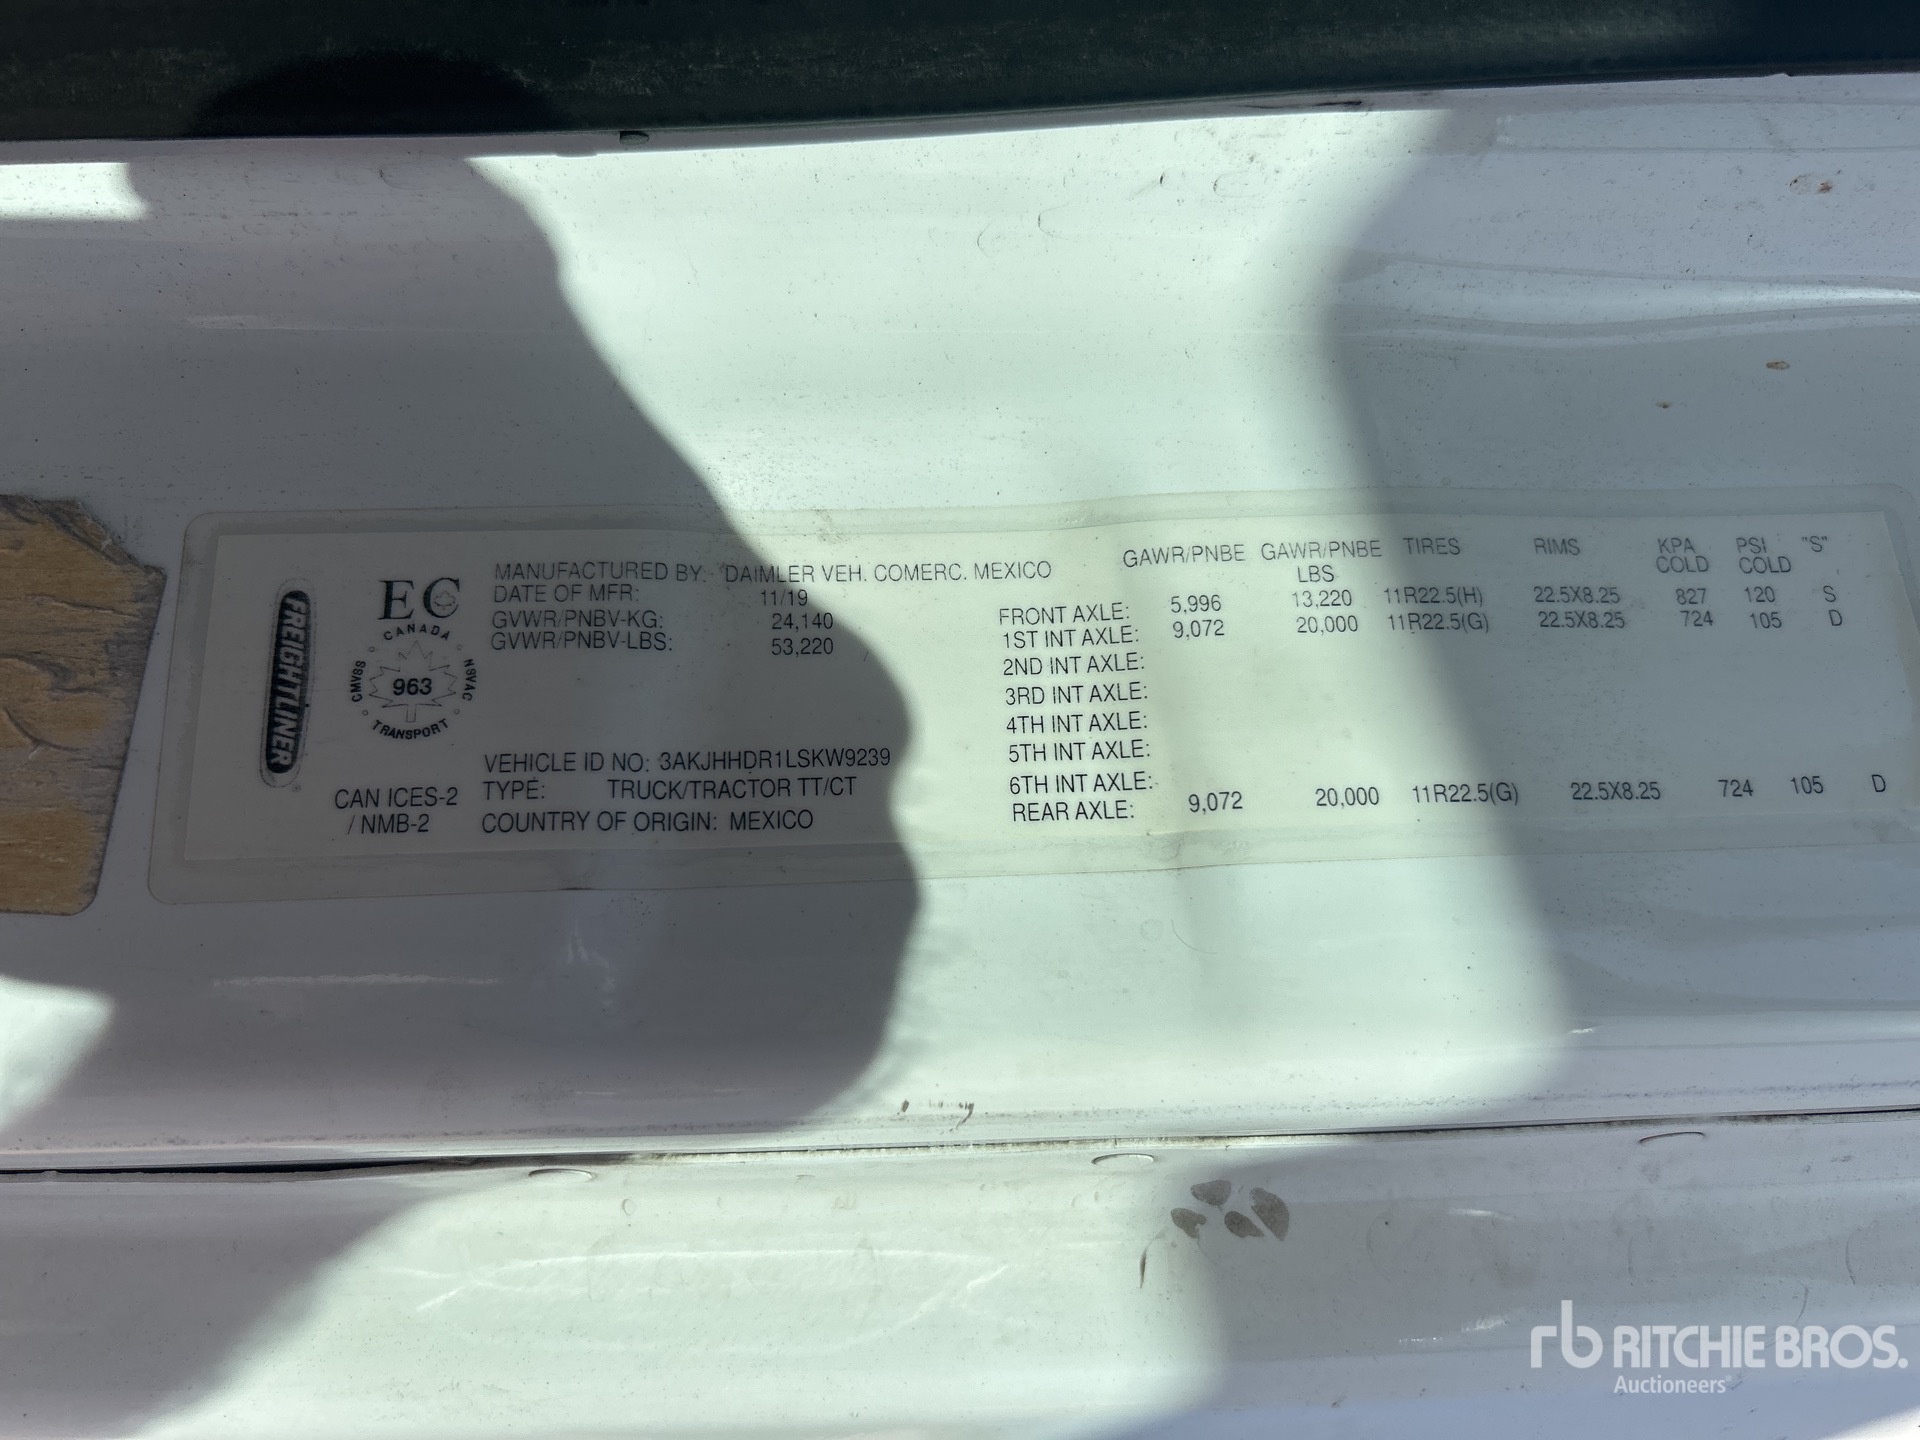 FREIGHTLINER
EC
CANADA
CMVSS
963
NSVAC
TRANSPORT
CAN ICES-2
/ NMB-2
MANUFACTURED BY: DAIMLER VEH. COMERC. MEXICO
DATE OF MFR: 11/19
GVWR/PNBV-KG: 24,140
GVWR/PNBV-LBS: 53,220
VEHICLE ID NO: 3AKJHHDR1LSKW9239
TYPE: TRUCK/TRACTOR TT/CT
COUNTRY OF ORIGIN: MEXICO
GAWR/PNBE GAWR/PNBE TIRES RIMS KPA PSI "S"
LBS COLD COLD
FRONT AXLE: 5,996 13,220 11R22.5(H) 22.5X8.25 827 120 S
1ST INT AXLE: 9,072 20,000 11R22.5(G) 22.5X8.25 724 105 D
2ND INT AXLE:
3RD INT AXLE:
4TH INT AXLE:
5TH INT AXLE:
6TH INT AXLE:
REAR AXLE: 9,072 20,000 11R22.5(G) 22.5X8.25 724 105 D
rb RITCHIE BROS.
Auctioneers